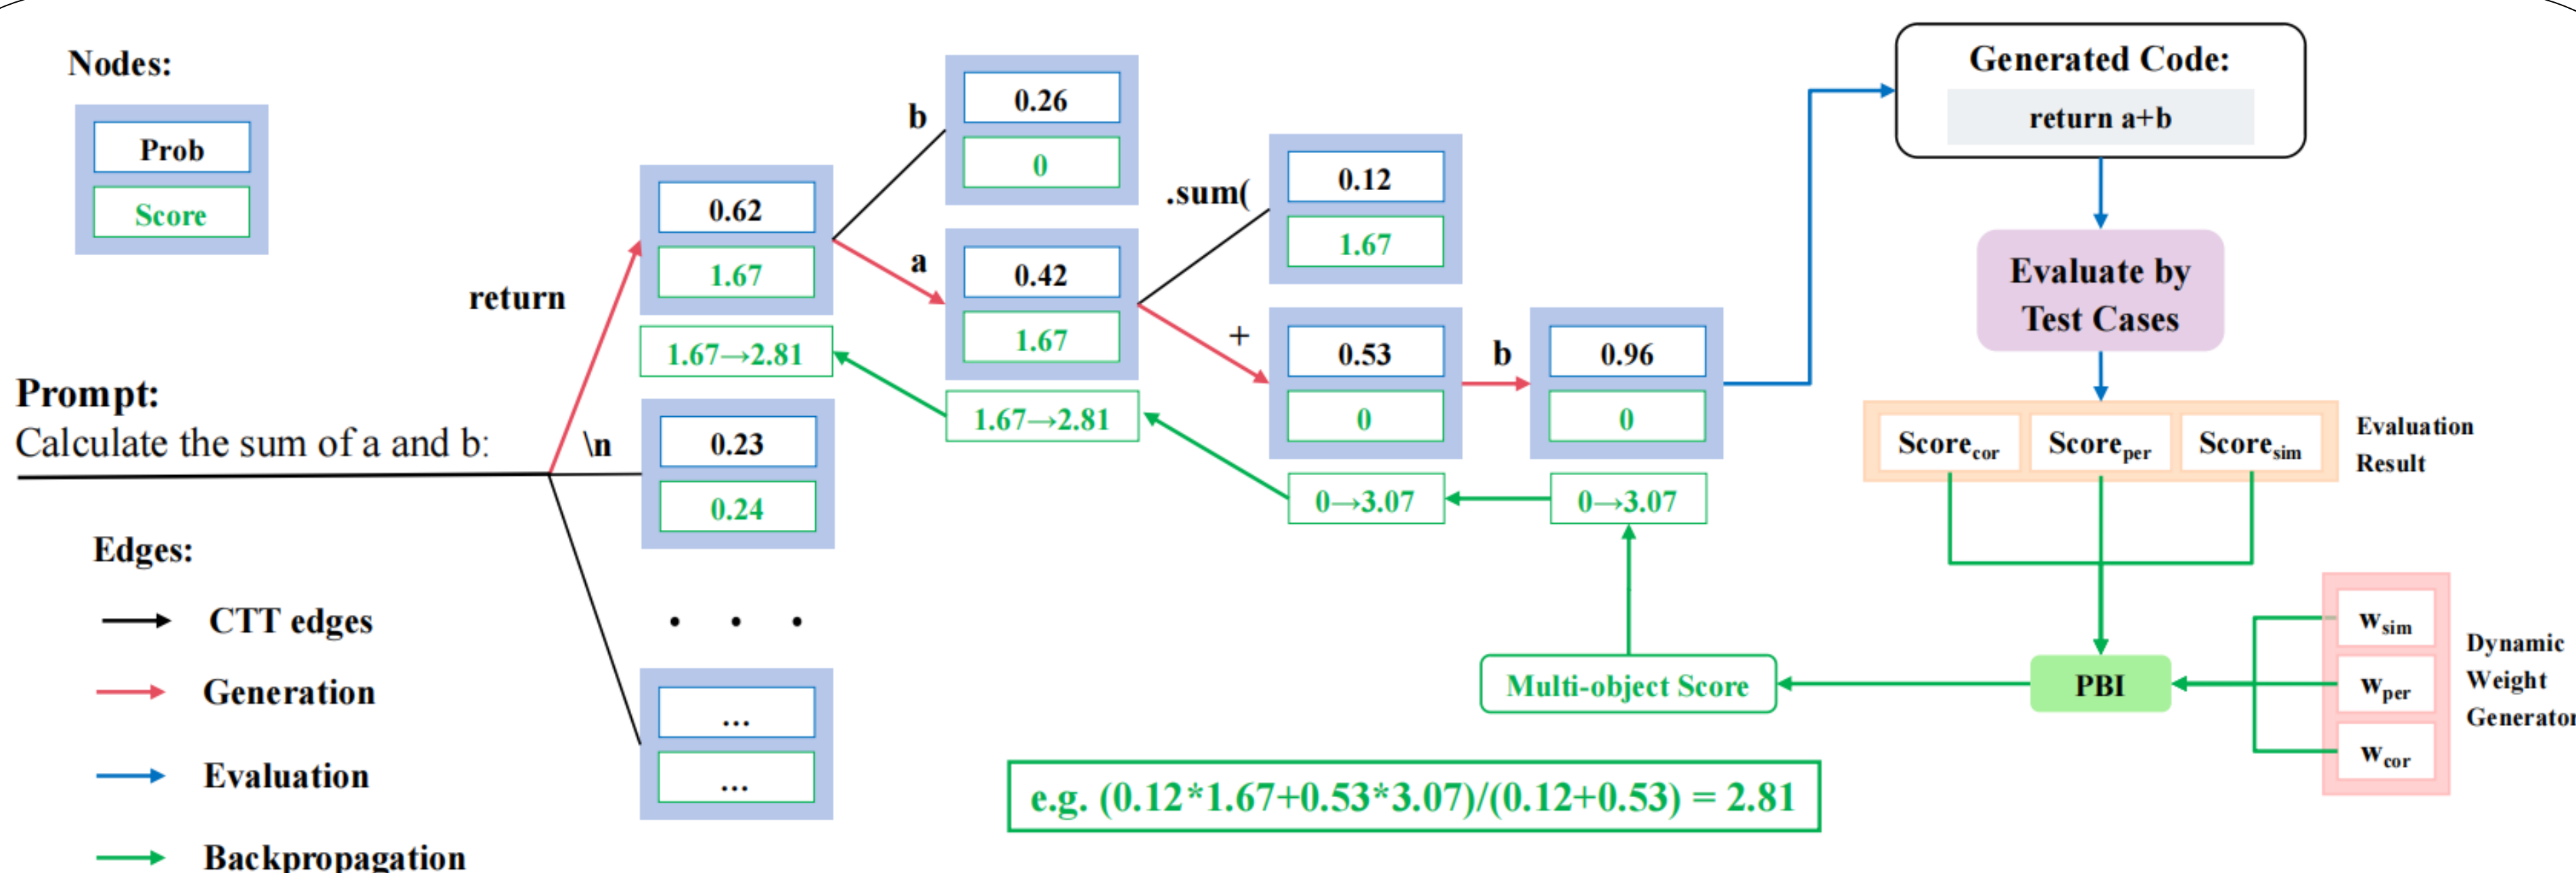 Nodes:
Prob
Score
Prompt:
Calculate the sum of a and b:
Edges:
CTT edges
Generation
Evaluation
Backpropagation
return
\n
0.62
1.67
1.67→2.81
0.23
0.24
. . .
...
...
b
a
0.26
0
0.42
1.67
1.67→2.81
.sum(
+
0.12
1.67
0.53
0
0→3.07
b
0.96
0
0→3.07
Multi-object Score
e.g. (0.12*1.67+0.53*3.07)/(0.12+0.53) = 2.81
Generated Code:
return a+b
Evaluate by
Test Cases
Score_cor Score_per Score_sim
Evaluation
Result
PBI
w_sim
w_per
w_cor
Dynamic
Weight
Generator